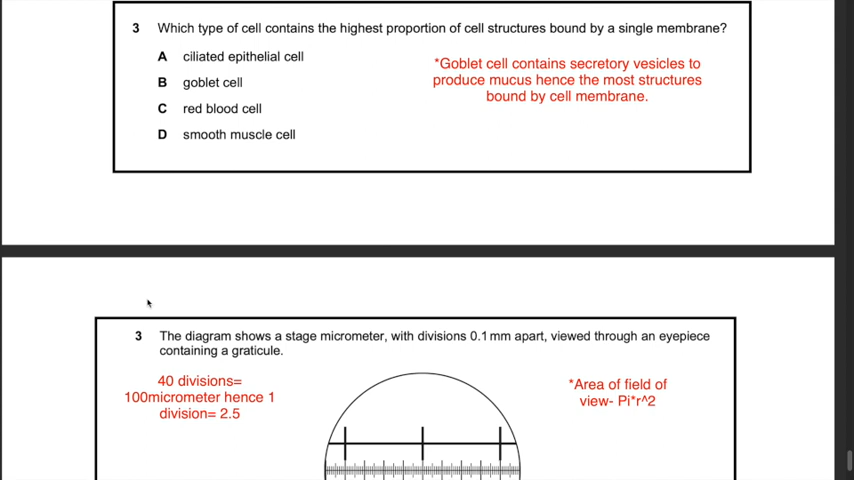 3 Which type of cell contains the highest proportion of cell structures bound by a single membrane?
A ciliated epithelial cell
B goblet cell
C red blood cell
D smooth muscle cell
*Goblet cell contains secretory vesicles to
produce mucus hence the most structures
bound by cell membrane.
3 The diagram shows a stage micrometer, with divisions 0.1 mm apart, viewed through an eyepiece
containing a graticule.
40 divisions=
100micrometer hence 1
division= 2.5
*Area of field of
view- Pi*r^2